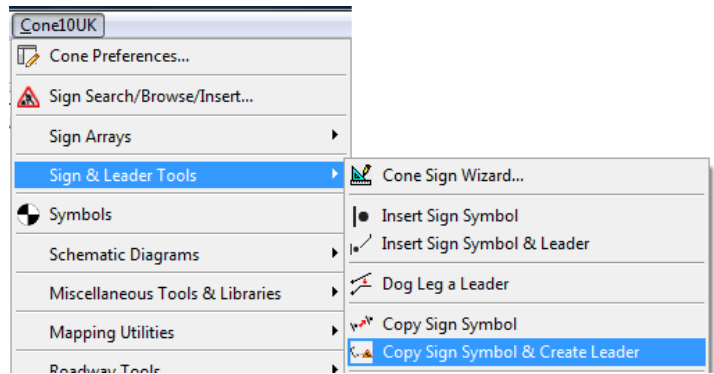 Cone10UK
Cone Preferences...
Sign Search/Browse/Insert...
Sign Arrays
Sign & Leader Tools
Symbols
Schematic Diagrams
Miscellaneous Tools & Libraries
Mapping Utilities
Roadway Tools
Cone Sign Wizard...
Insert Sign Symbol
Insert Sign Symbol & Leader
Dog Leg a Leader
Copy Sign Symbol
Copy Sign Symbol & Create Leader